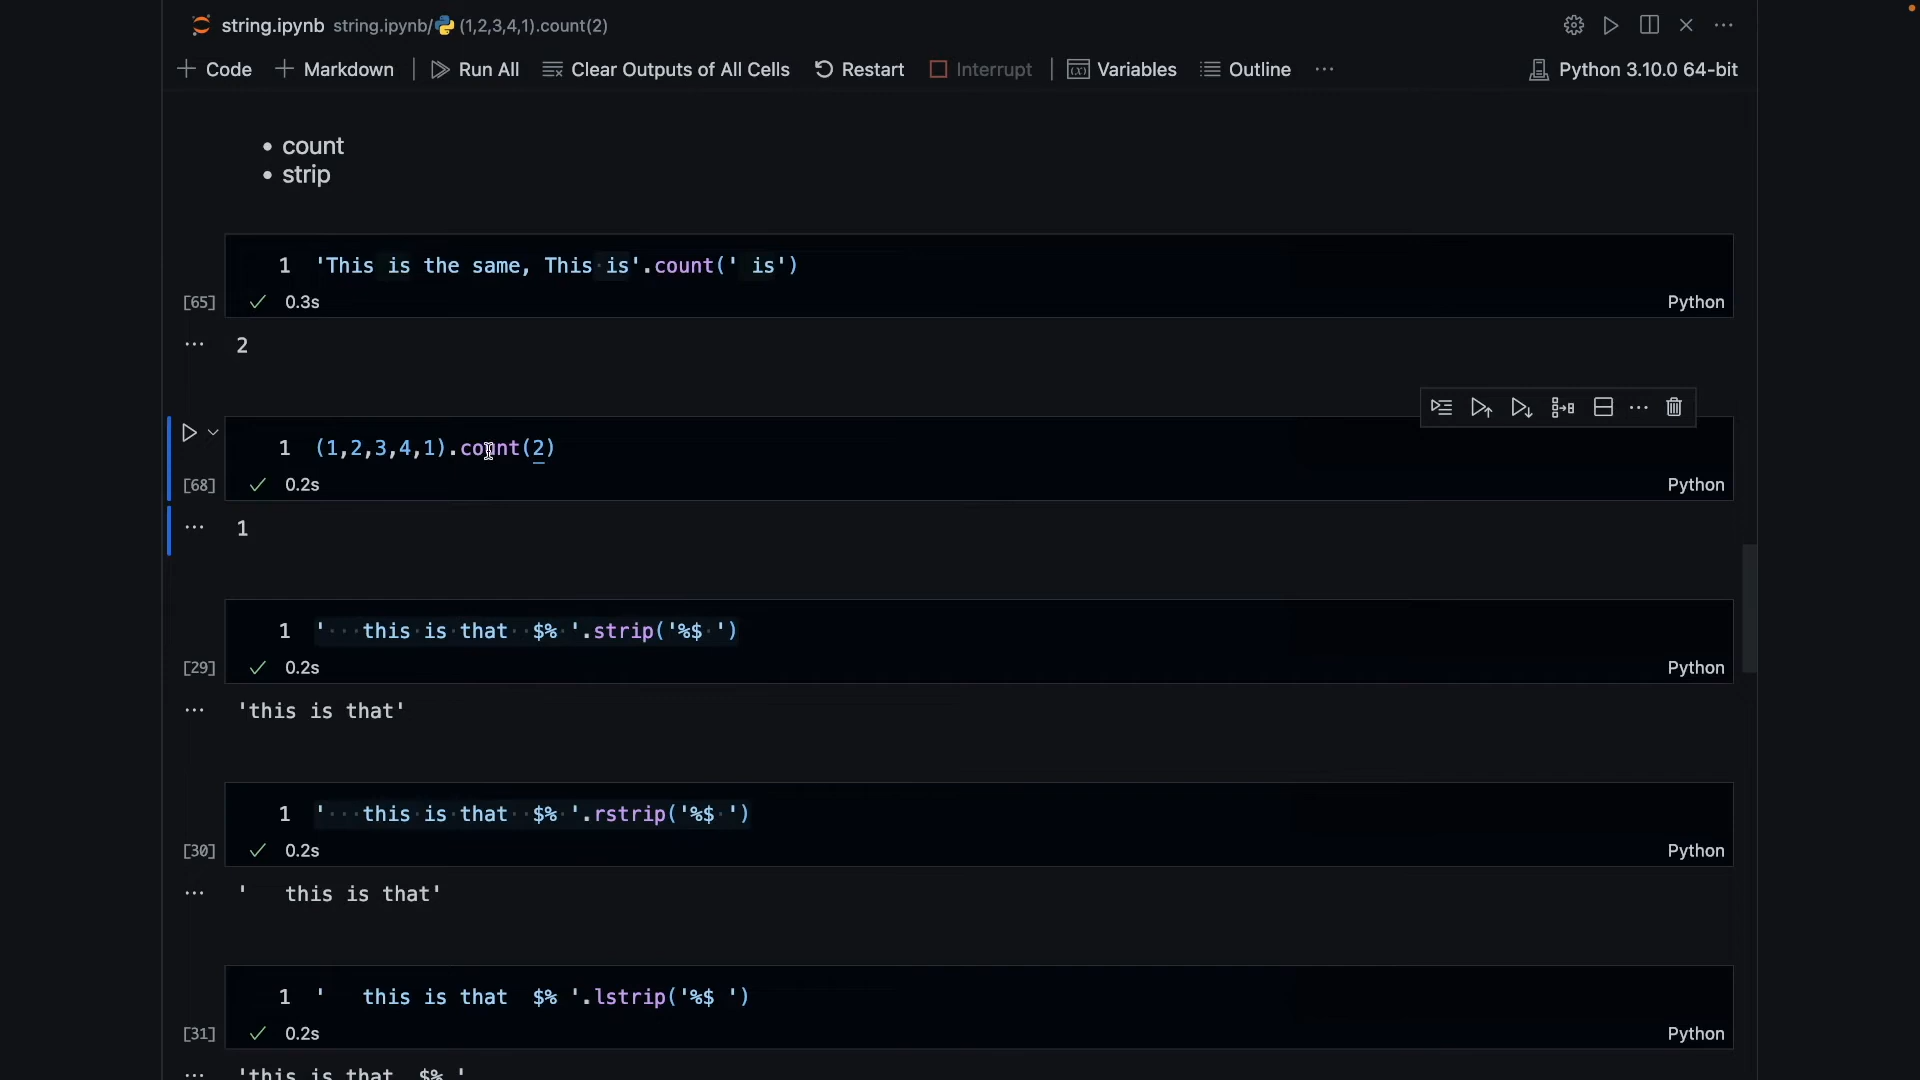 string.ipynb string.ipynb/ (1,2,3,4,1).count(2)
Code Markdown Run All Clear Outputs of All Cells Restart Interrupt Variables Outline ... Python 3.10.0 64-bit
• count
• strip
1 'This is the same, This·is'.count(' is')
[65] ✓ 0.3s Python
... 2
1 (1,2,3,4,1).count(2)
[68] ✓ 0.2s Python
... 1
1 '····this·is·that··$%·'.strip('%$·')
[29] ✓ 0.2s Python
... 'this is that'
1 '····this·is·that··$%·'.rstrip('%$·')
[30] ✓ 0.2s Python
... '   this is that'
1 '   this is that  $% '.lstrip('%$ ')
[31] ✓ 0.2s Python
... 'this is that  $% '